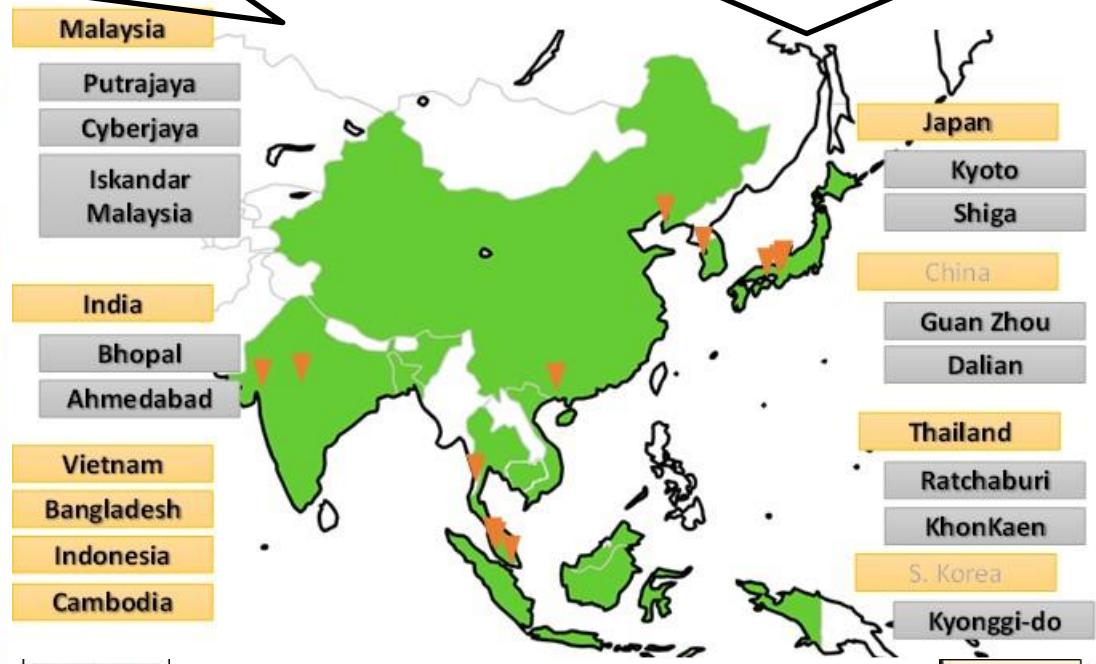 Malaysia
Putrajaya
Cyberjaya
Iskandar
Malaysia
India
Bhopal
Ahmedabad
Vietnam
Bangladesh
Indonesia
Cambodia
Japan
Kyoto
Shiga
China
Guan Zhou
Dalian
Thailand
Ratchaburi
KhonKaen
S. Korea
Kyonggi-do